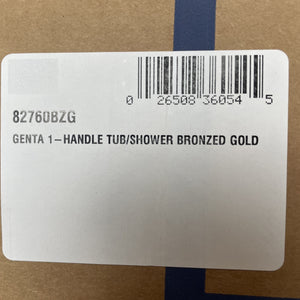 0 26508 36054 5
82760BZG
GENTA 1-HANDLE TUB/SHOWER BRONZED GOLD